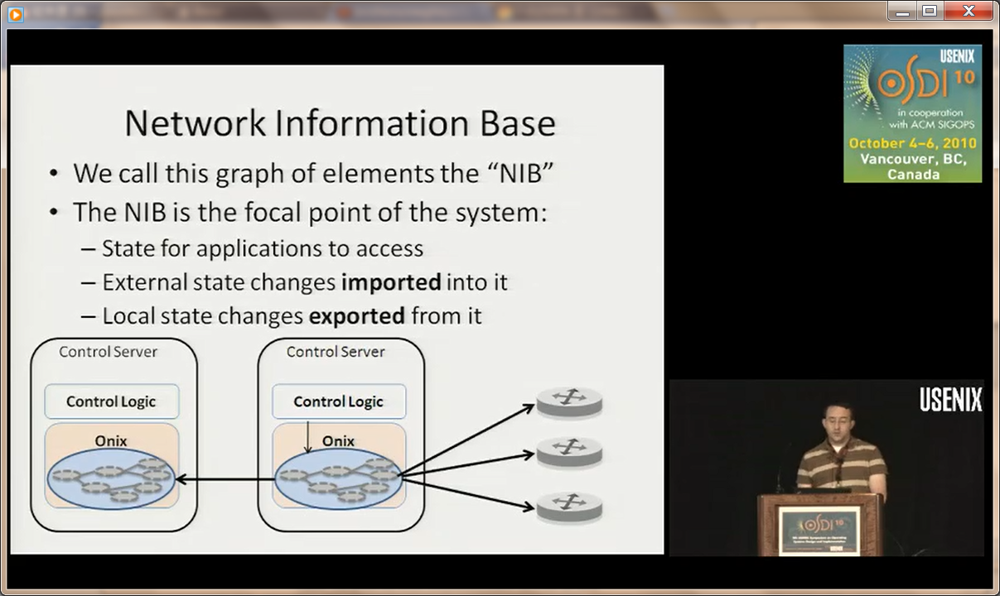 Network Information Base
• We call this graph of elements the “NIB”
• The NIB is the focal point of the system:
– State for applications to access
– External state changes imported into it
– Local state changes exported from it
Control Server
Control Logic
Onix
Control Server
Control Logic
Onix
USENIX
OSDI 10
in cooperation
with ACM SIGOPS
October 4–6, 2010
Vancouver, BC,
Canada
USENIX
OSDI 10
USENIX